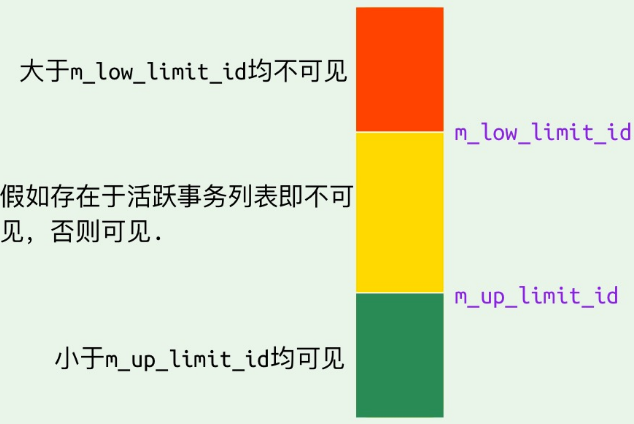 大于m_low_limit_id均不可见
m_low_limit_id
假如存在于活跃事务列表即不可
见，否则可见.
m_up_limit_id
小于m_up_limit_id均可见